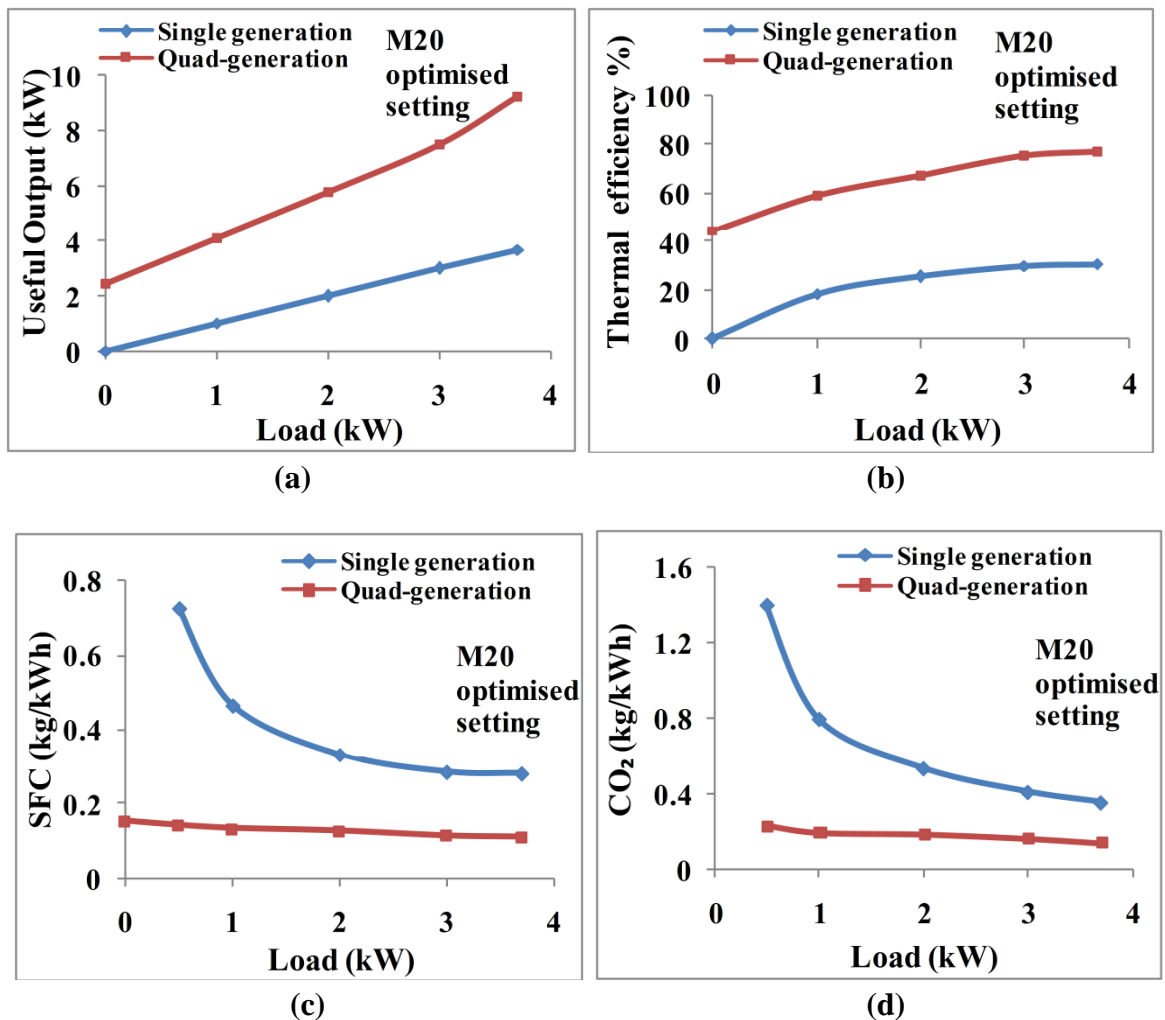 Single generation
Quad-generation
M20
optimised
setting
Useful Output (kW)
10
8
6
4
2
0
0 1 2 3 4
Load (kW)
(a)
Single generation
Quad-generation
M20
optimised
setting
Thermal efficiency %
100
80
60
40
20
0
0 1 2 3 4
Load (kW)
(b)
Single generation
Quad-generation
M20
optimised
setting
SFC (kg/kWh)
0.8
0.6
0.4
0.2
0
0 1 2 3 4
Load (kW)
(c)
Single generation
Quad-generation
M20
optimised
setting
CO₂ (kg/kWh)
1.6
1.2
0.8
0.4
0
0 1 2 3 4
Load (kW)
(d)